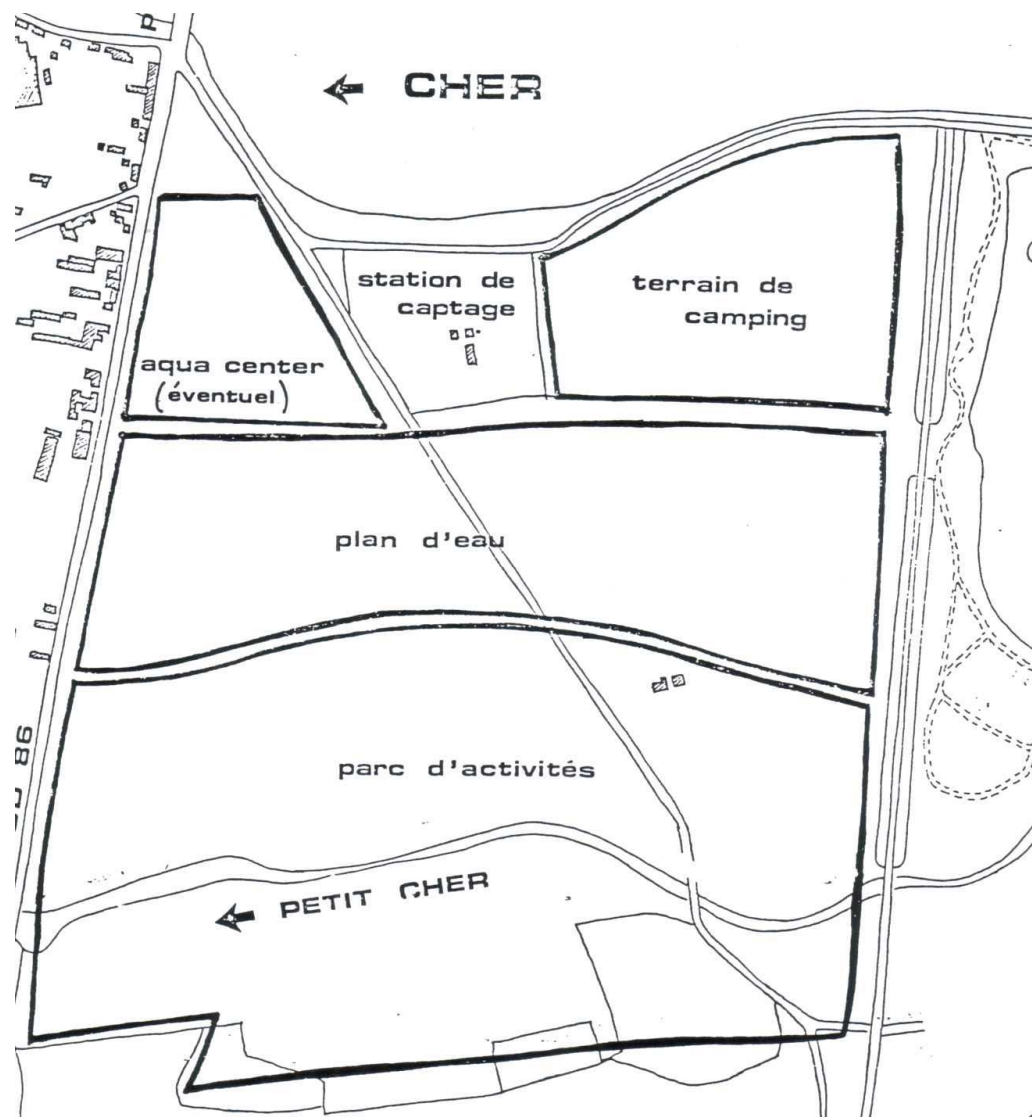 CHER
station de
captage
terrain de
camping
aqua center
(éventuel)
plan d'eau
parc d'activités
PETIT CHER
86